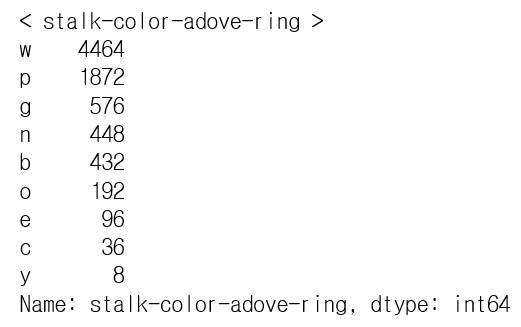 < stalk-color-adove-ring >
w    4464
p    1872
g     576
n     448
b     432
o     192
e      96
c      36
y       8
Name: stalk-color-adove-ring, dtype: int64